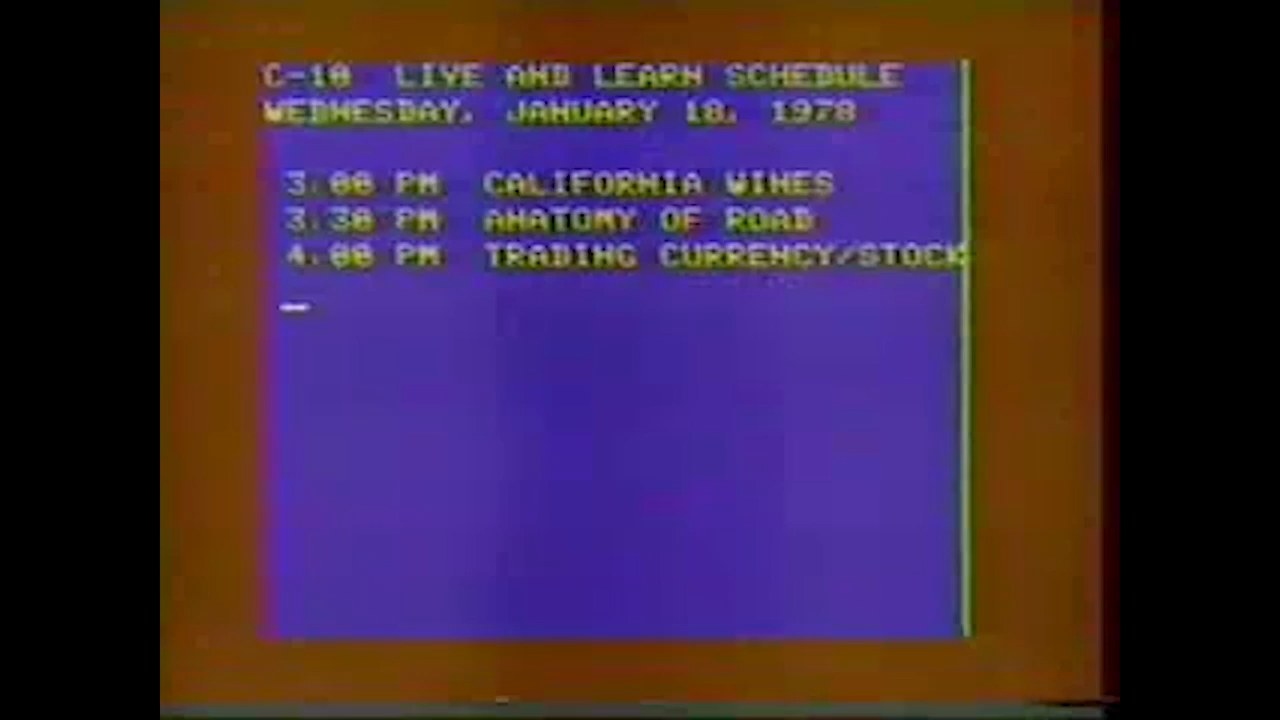 C-10 LIVE AND LEARN SCHEDULE
WEDNESDAY, JANUARY 18, 1978
3:00 PM CALIFORNIA WINES
3:30 PM ANATOMY OF ROAD
4:00 PM TRADING CURRENCY/STOCK